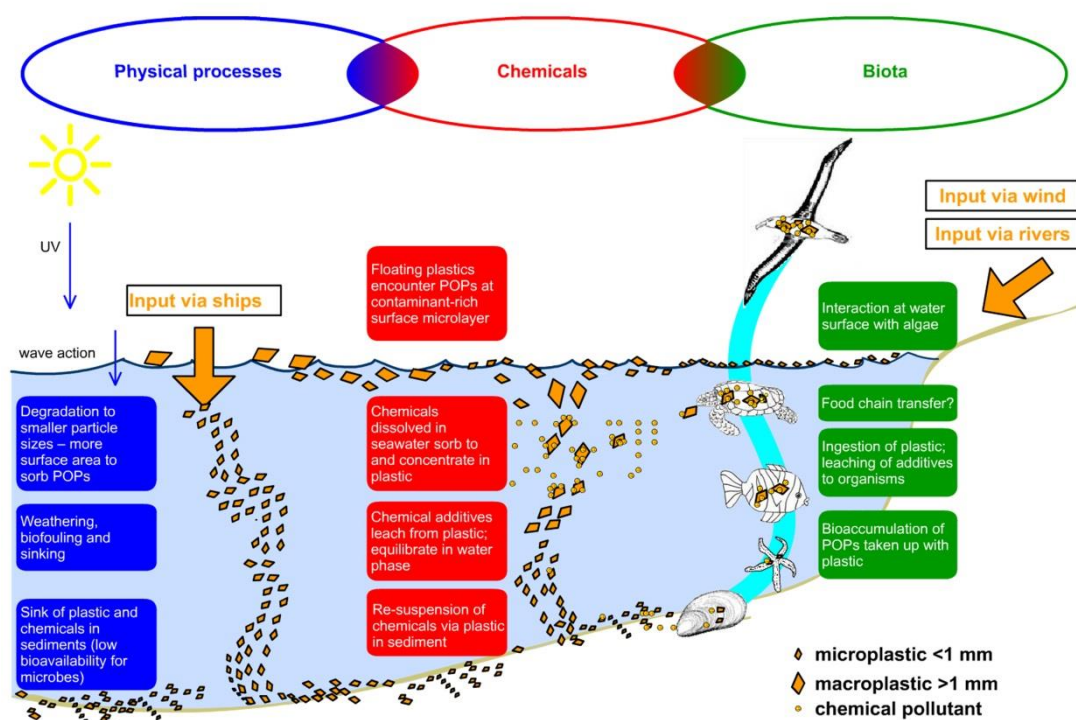 Physical processes
Chemicals
Biota
UV
Input via ships
wave action
Degradation to
smaller particle
sizes – more
surface area to
sorb POPs
Weathering,
biofouling and
sinking
Sink of plastic and
chemicals in
sediments (low
bioavailability for
microbes)
Floating plastics
encounter POPs at
contaminant-rich
surface microlayer
Chemicals
dissolved in
seawater sorb to
and concentrate in
plastic
Chemical additives
leach from plastic;
equilibrate in water
phase
Re-suspension of
chemicals via plastic
in sediment
Input via wind
Input via rivers
Interaction at water
surface with algae
Food chain transfer?
Ingestion of plastic;
leaching of additives
to organisms
Bioaccumulation of
POPs taken up with
plastic
microplastic <1 mm
macroplastic >1 mm
chemical pollutant